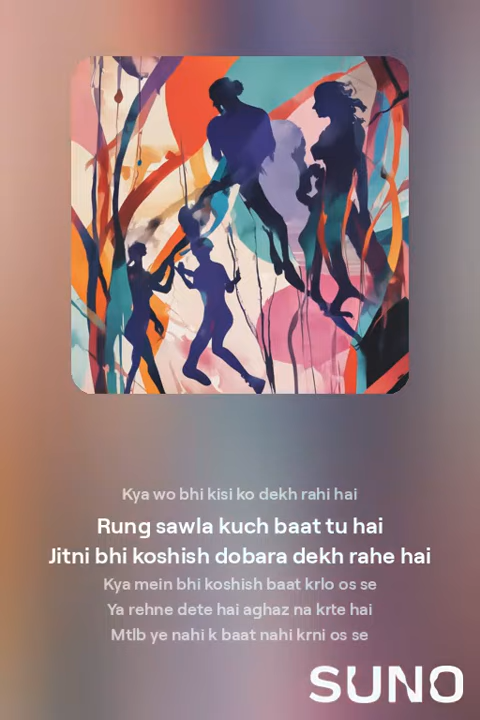 Kya wo bhi kisi ko dekh rahi hai
Rung sawla kuch baat tu hai
Jitni bhi koshish dobara dekh rahe hai
Kya mein bhi koshish baat krlo os se
Ya rehne dete hai aghaz na krte hai
Mtlb ye nahi k baat nahi krni os se
SUNO